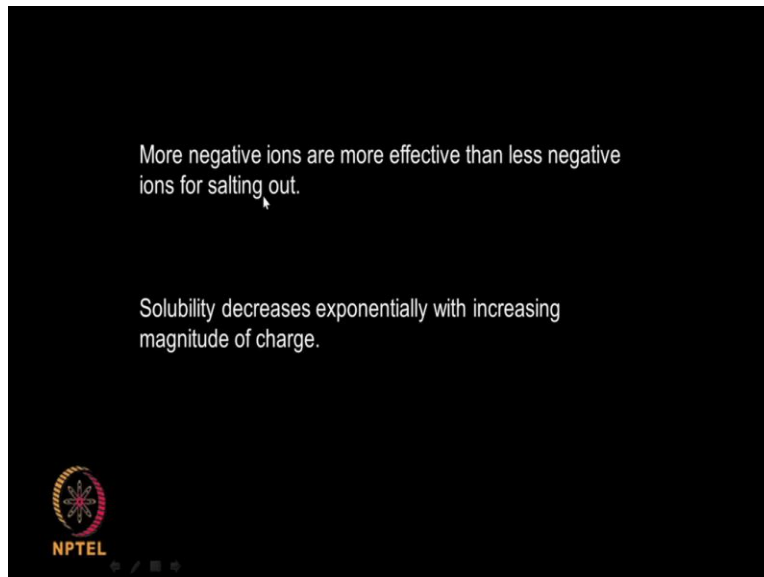 More negative ions are more effective than less negative
ions for salting out.
Solubility decreases exponentially with increasing
magnitude of charge.
NPTEL